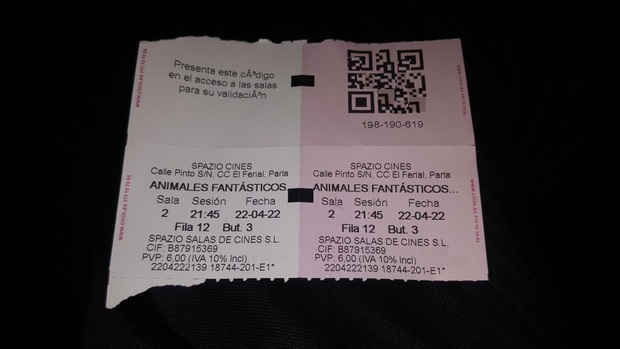 Presenta este cÃ³digo
en el acceso a las salas
para su validaciÃ³n
198-190-619
SPAZIO CINES
Calle Pinto S/N, CC El Ferial, Parla
ANIMALES FANTÁSTICOS...
Sala Sesión Fecha
2 21:45 22-04-22
Fila 12 But. 3
SPAZIO SALAS DE CINES S.L.
CIF: B87915369
PVP: 6,00 (IVA 10% Incl)
2204222139 18744-201-E1*
SPAZIO CINES
Calle Pinto S/N, CC El Ferial, Parla
ANIMALES FANTÁSTICOS...
Sala Sesión Fecha
2 21:45 22-04-22
Fila 12 But. 3
SPAZIO SALAS DE CINES S.L.
CIF: B87915369
PVP: 6,00 (IVA 10% Incl)
2204222139 18744-201-E1*